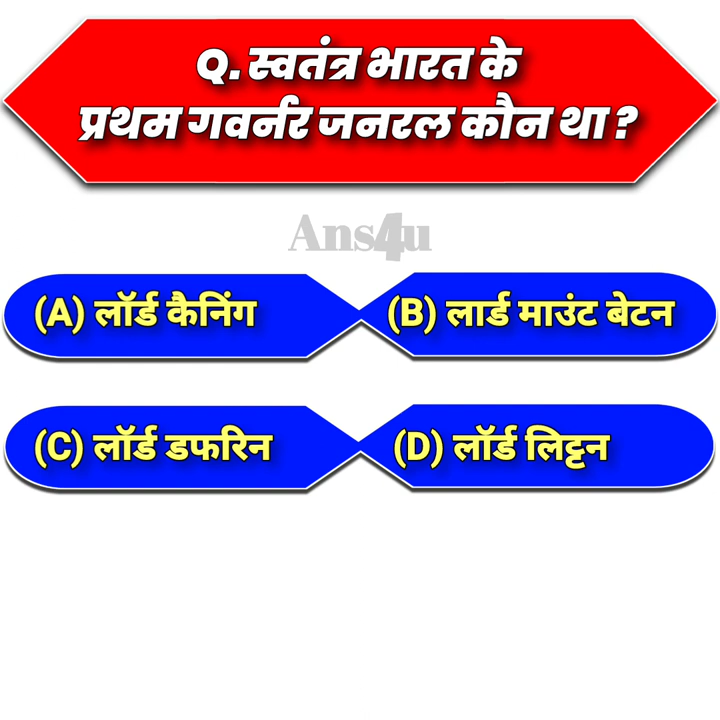 Q. स्वतंत्र भारत के
प्रथम गवर्नर जनरल कौन था ?
Ans4u
(A) लॉर्ड कैनिंग
(B) लार्ड माउंट बेटन
(C) लॉर्ड डफरिन
(D) लॉर्ड लिट्टन